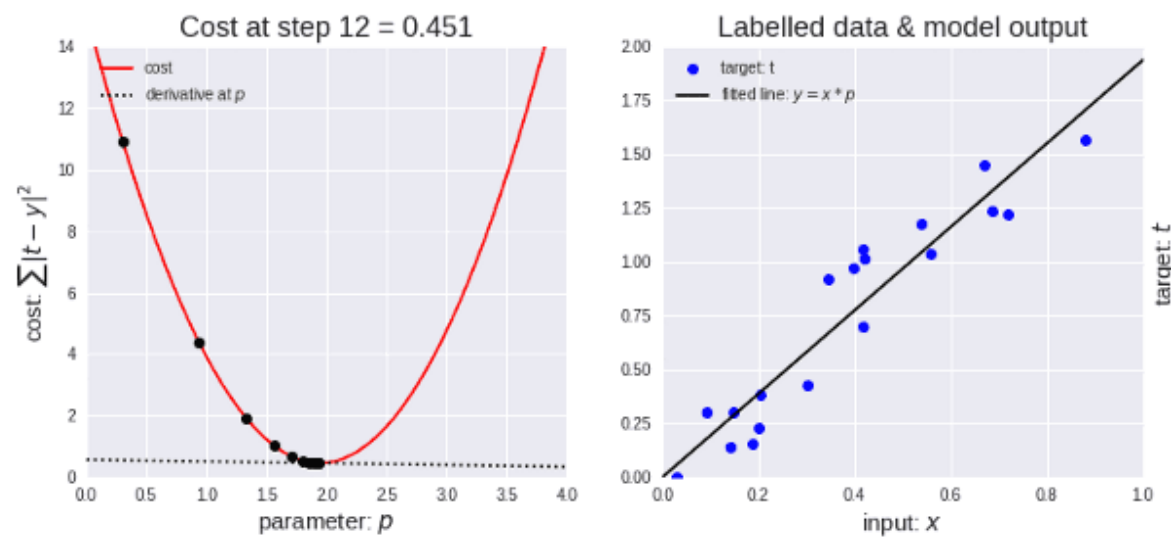 Cost at step 12 = 0.451
14
12
10
8
6
4
2
0
cost: ∑|t − y|²
cost
derivative at p
0.0 0.5 1.0 1.5 2.0 2.5 3.0 3.5 4.0
parameter: p
Labelled data & model output
2.00
1.75
1.50
1.25
1.00
0.75
0.50
0.25
0.00
target: t
fitted line: y = x * p
0.0 0.2 0.4 0.6 0.8 1.0
input: x
target: t